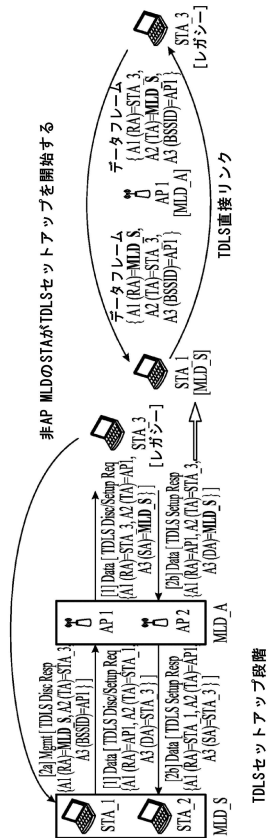 非AP MLDのSTAがTDLSセットアップを開始する
[2a] Mgmt [TDLS Disc Resp
{A1 (RA)=MLD_S, A2 (TA)=STA_3,
A3 (BSSID)=AP1}]
STA_1
[1] Data [TDLS Disc/Setup Req
{A1 (RA)=AP1, A2 (TA)=STA_1,
A3 (DA)=STA_3}]
STA_2
[2b] Data [TDLS Setup Resp
{A1 (RA)=STA_1, A2 (TA)=AP1
A3 (SA)=STA_3}]
MLD_S
AP 1
AP 2
MLD_A
[1] Data [TDLS Disc/Setup Req
{A1 (RA)=STA_3, A2 (TA)=AP1,
A3 (SA)=MLD_S}]
STA_3
[レガシー]
[2b] Data [TDLS Setup Resp
{A1 (RA)=AP1, A2 (TA)=STA_3,
A3 (DA)=MLD_S}]
TDLSセットアップ段階
STA_1
[MLD_S]
データフレーム
{A1 (RA)=MLD_S,
A2 (TA)=STA_3,
A3 (BSSID)=AP1}
AP 1
[MLD_A]
データフレーム
{A1 (RA)=STA_3,
A2 (TA)=MLD_S,
A3 (BSSID)=AP1}
STA_3
[レガシー]
TDLS直接リンク